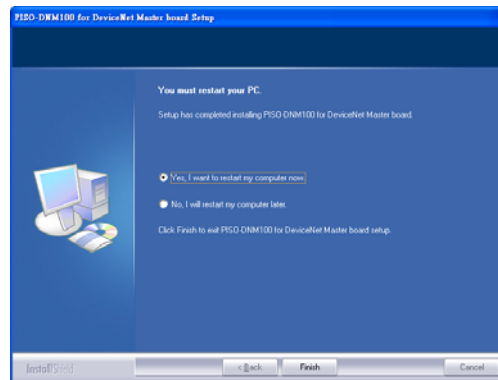 PISO-DNM100 for DeviceNet Master board Setup
You must restart your PC.
Setup has completed installing PISO-DNM100 for DeviceNet Master board.
Yes, I want to restart my computer now.
No, I will restart my computer later.
Click Finish to exit PISO-DNM100 for DeviceNet Master board setup.
InstallShield
< Back
Finish
Cancel